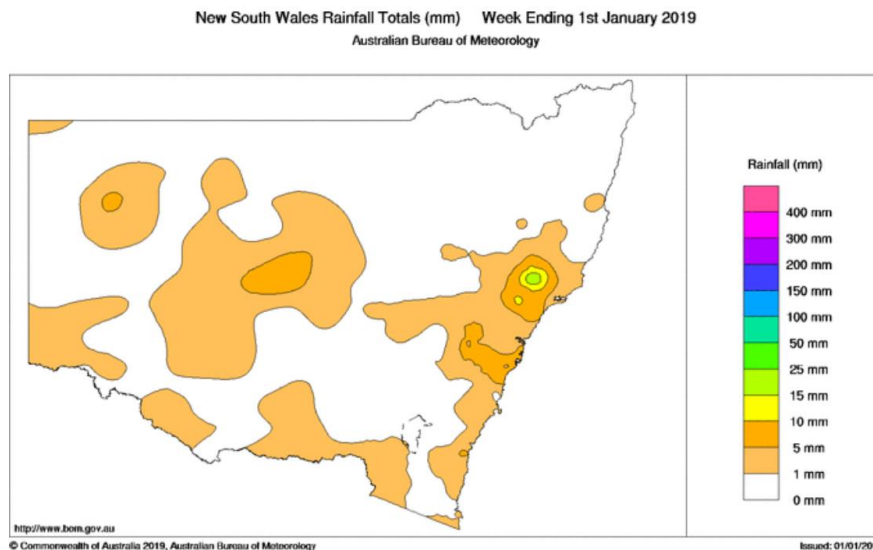 New South Wales Rainfall Totals (mm) Week Ending 1st January 2019
Australian Bureau of Meteorology
Rainfall (mm)
400 mm
300 mm
200 mm
150 mm
100 mm
50 mm
25 mm
15 mm
10 mm
5 mm
1 mm
0 mm
http://www.bom.gov.au
© Commonwealth of Australia 2019, Australian Bureau of Meteorology
Issued: 01/01/20